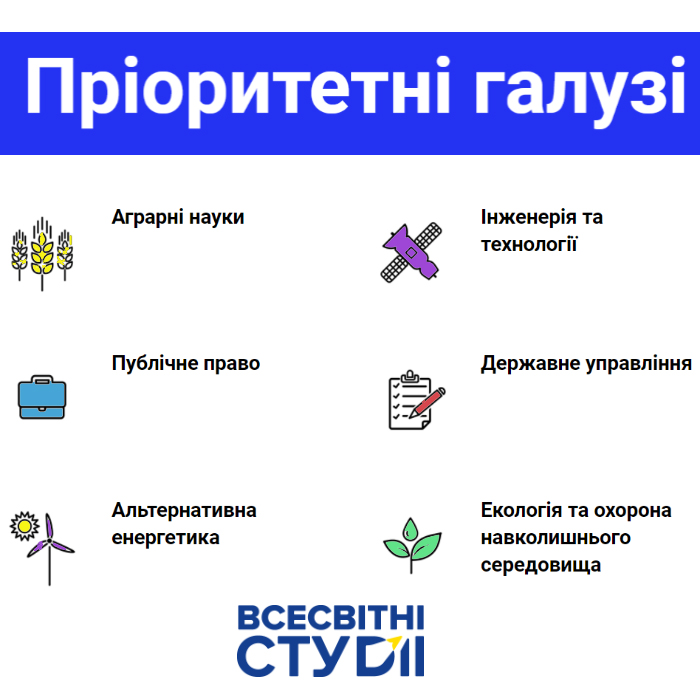 Пріоритетні галузі
Аграрні науки
Інженерія та
технології
Публічне право
Державне управління
Альтернативна
енергетика
Екологія та охорона
навколишнього
середовища
ВСЕСВІТНІ
СТУДІЇ